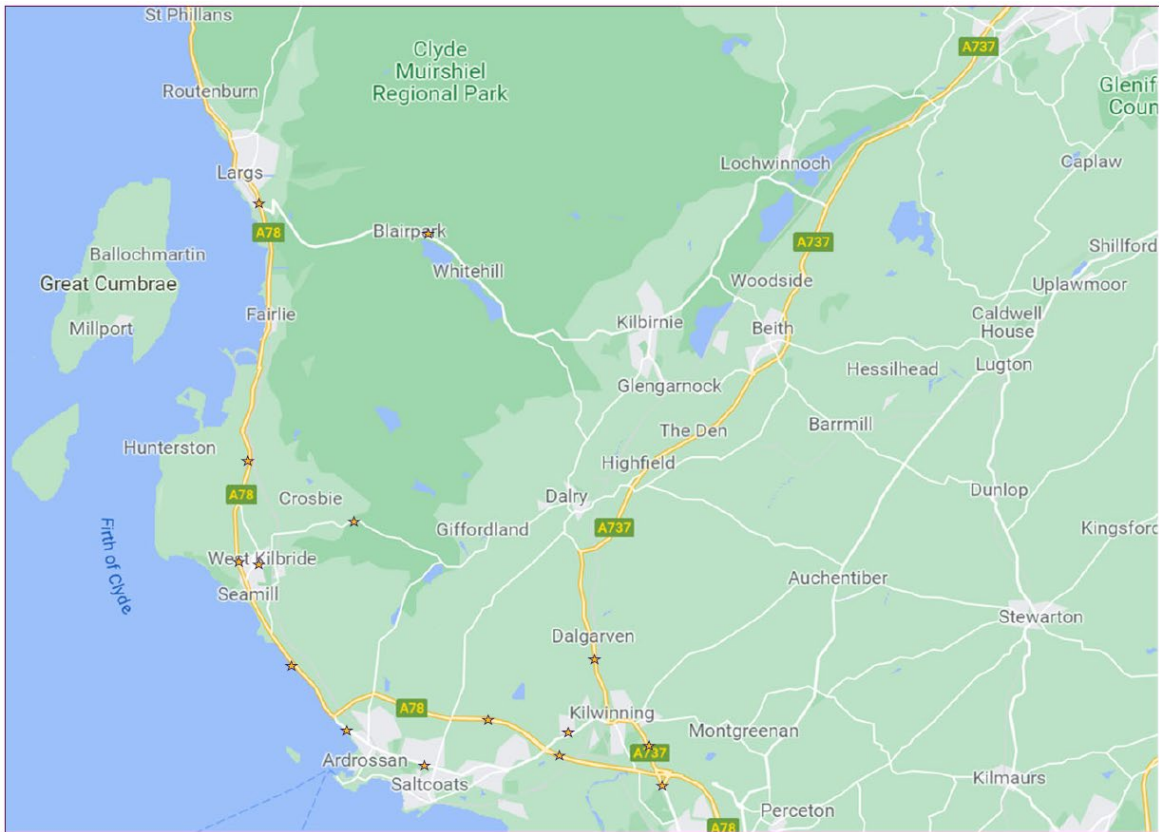 St Phillans
Clyde
Muirshiel
Regional Park
A737
Glenif
Coun
Routenburn
Lochwinnoch
Caplaw
Largs
A78
Blairpark
A737
Shillford
Ballochmartin
Whitehill
Woodside
Uplawmoor
Great Cumbrae
Millport
Fairlie
Kilbirnie
Beith
Caldwell
House
Hessilhead
Lugton
Glengarnock
Barrmill
The Den
Hunterston
Highfield
A78
Crosbie
Dalry
Dunlop
Giffordland
A737
Kingsford
Firth of Clyde
West Kilbride
Auchentiber
Seamill
Stewarton
Dalgarven
A78
Kilwinning
Montgreenan
A737
Ardrossan
Saltcoats
Kilmaurs
Perceton
A78